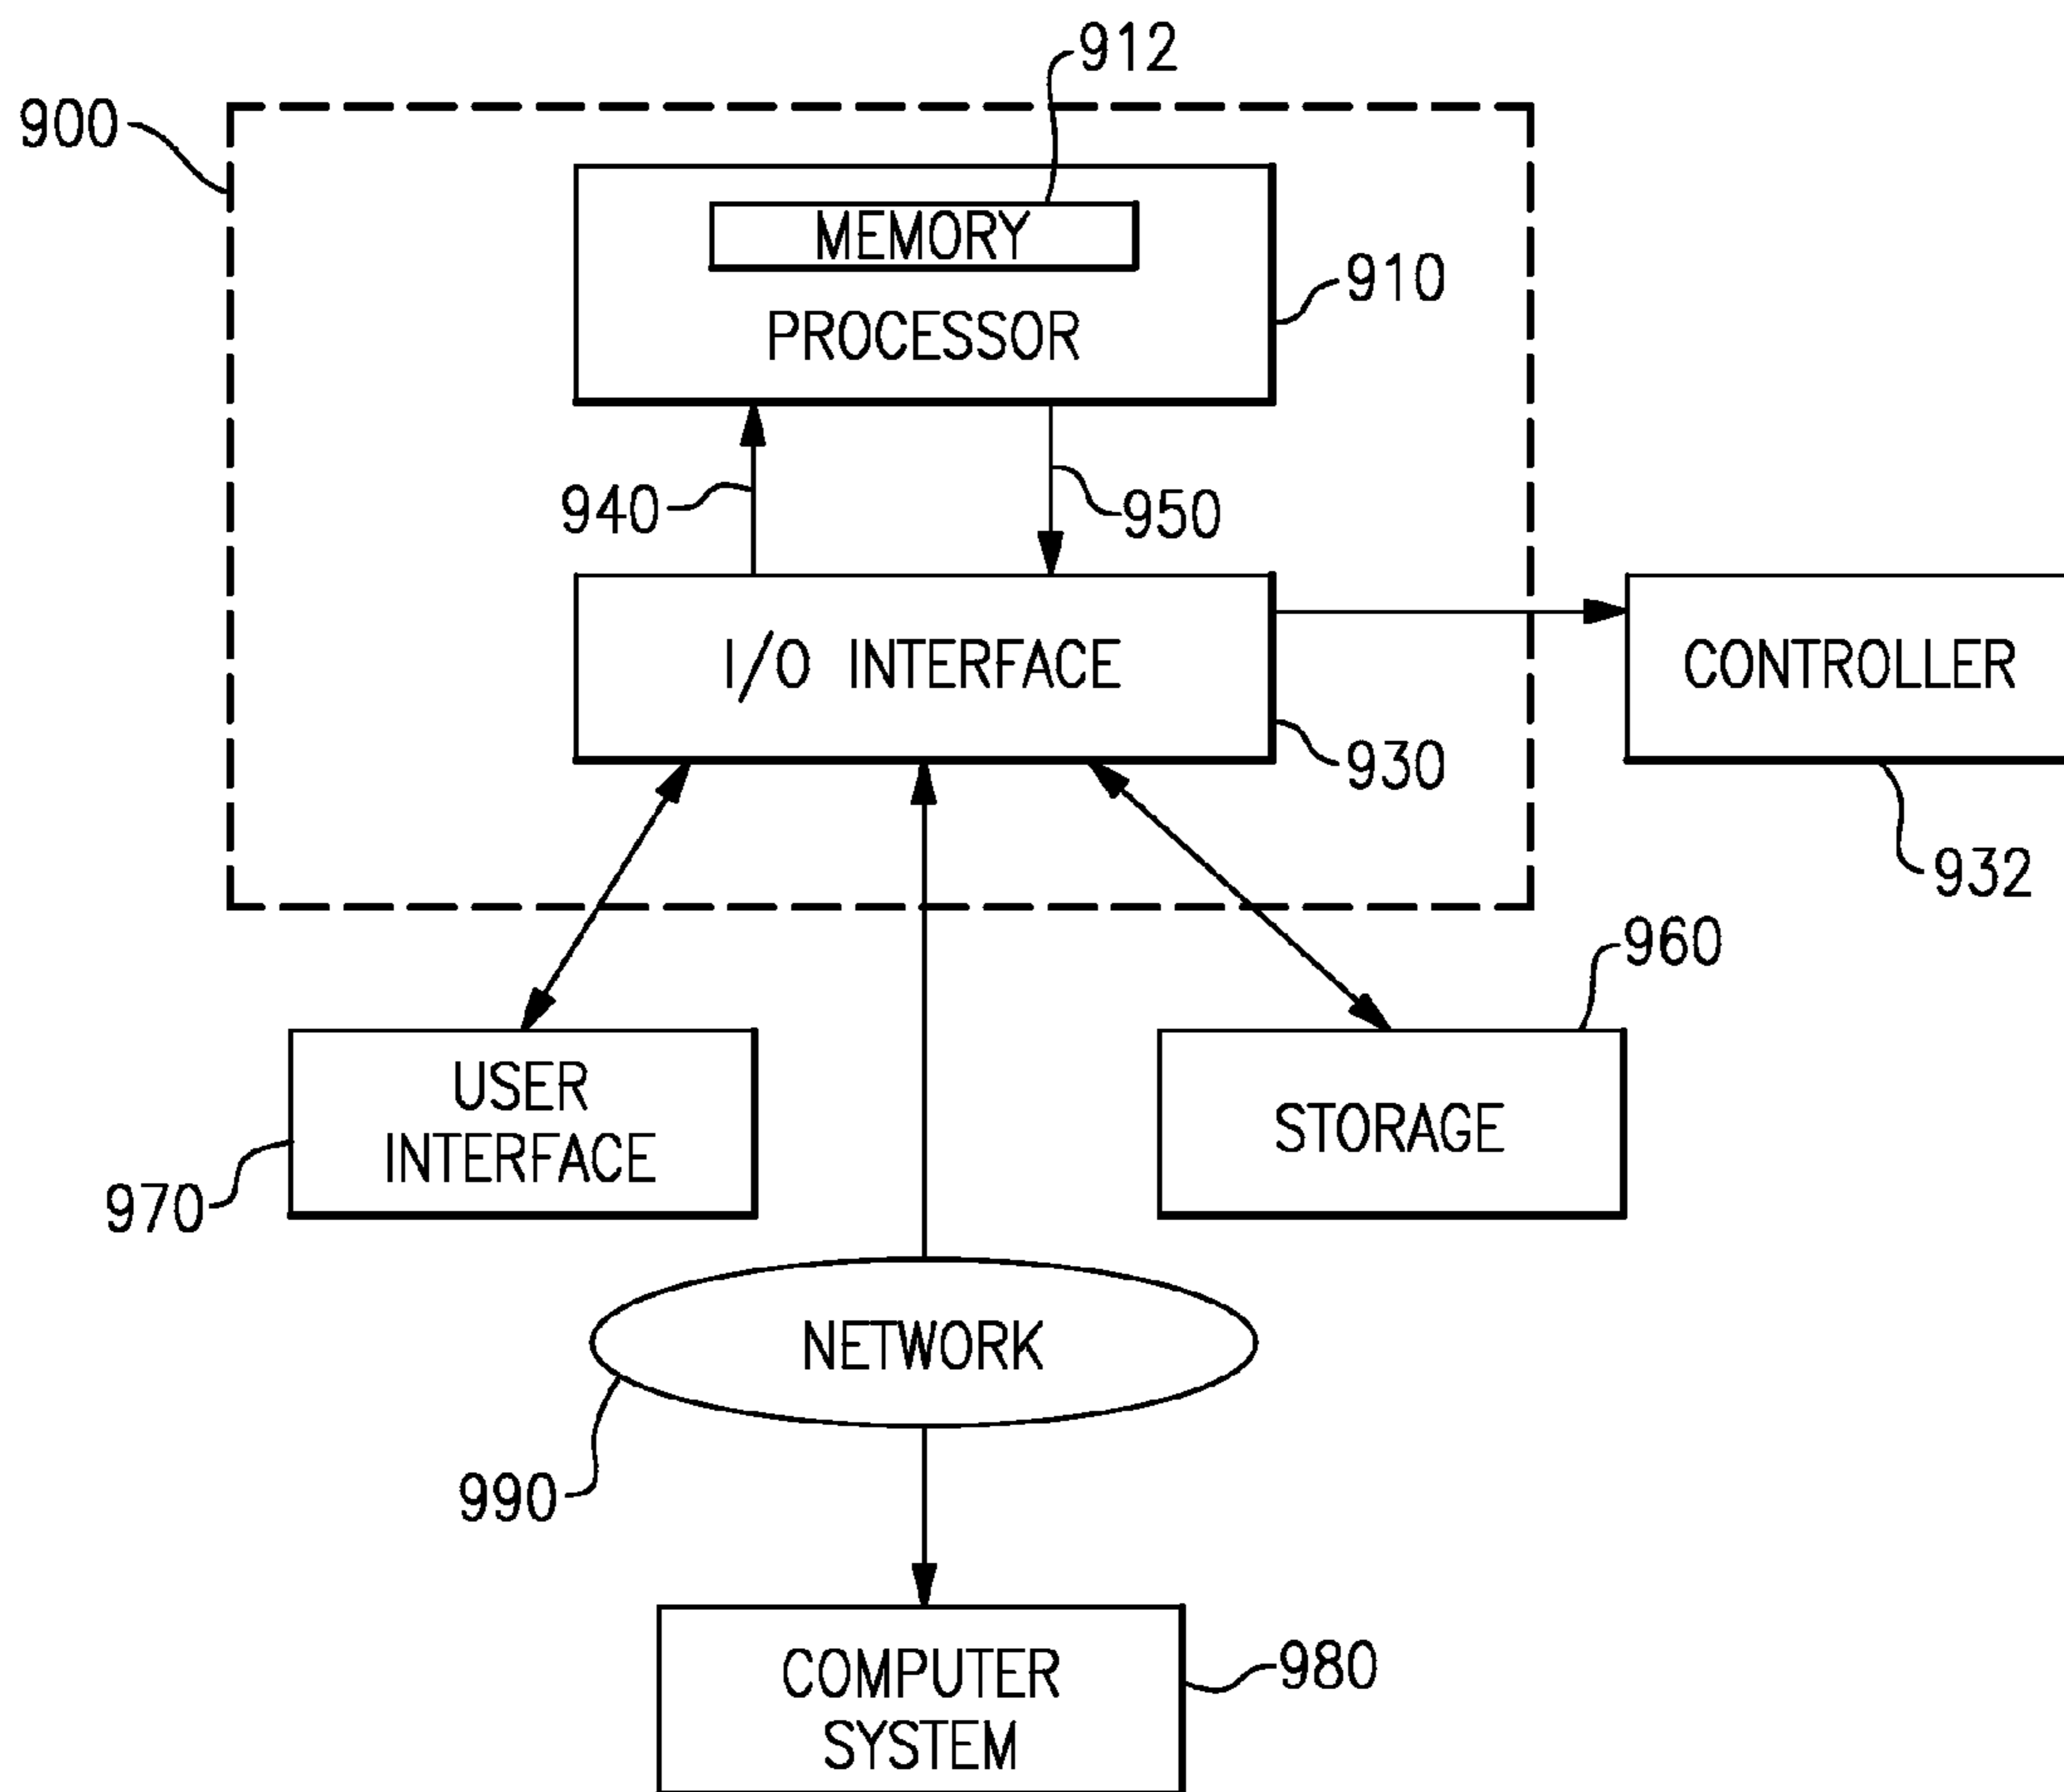 912
900
MEMORY
910
PROCESSOR
940
950
I/O INTERFACE
CONTROLLER
930
932
960
USER
INTERFACE
STORAGE
970
NETWORK
990
COMPUTER
SYSTEM
980